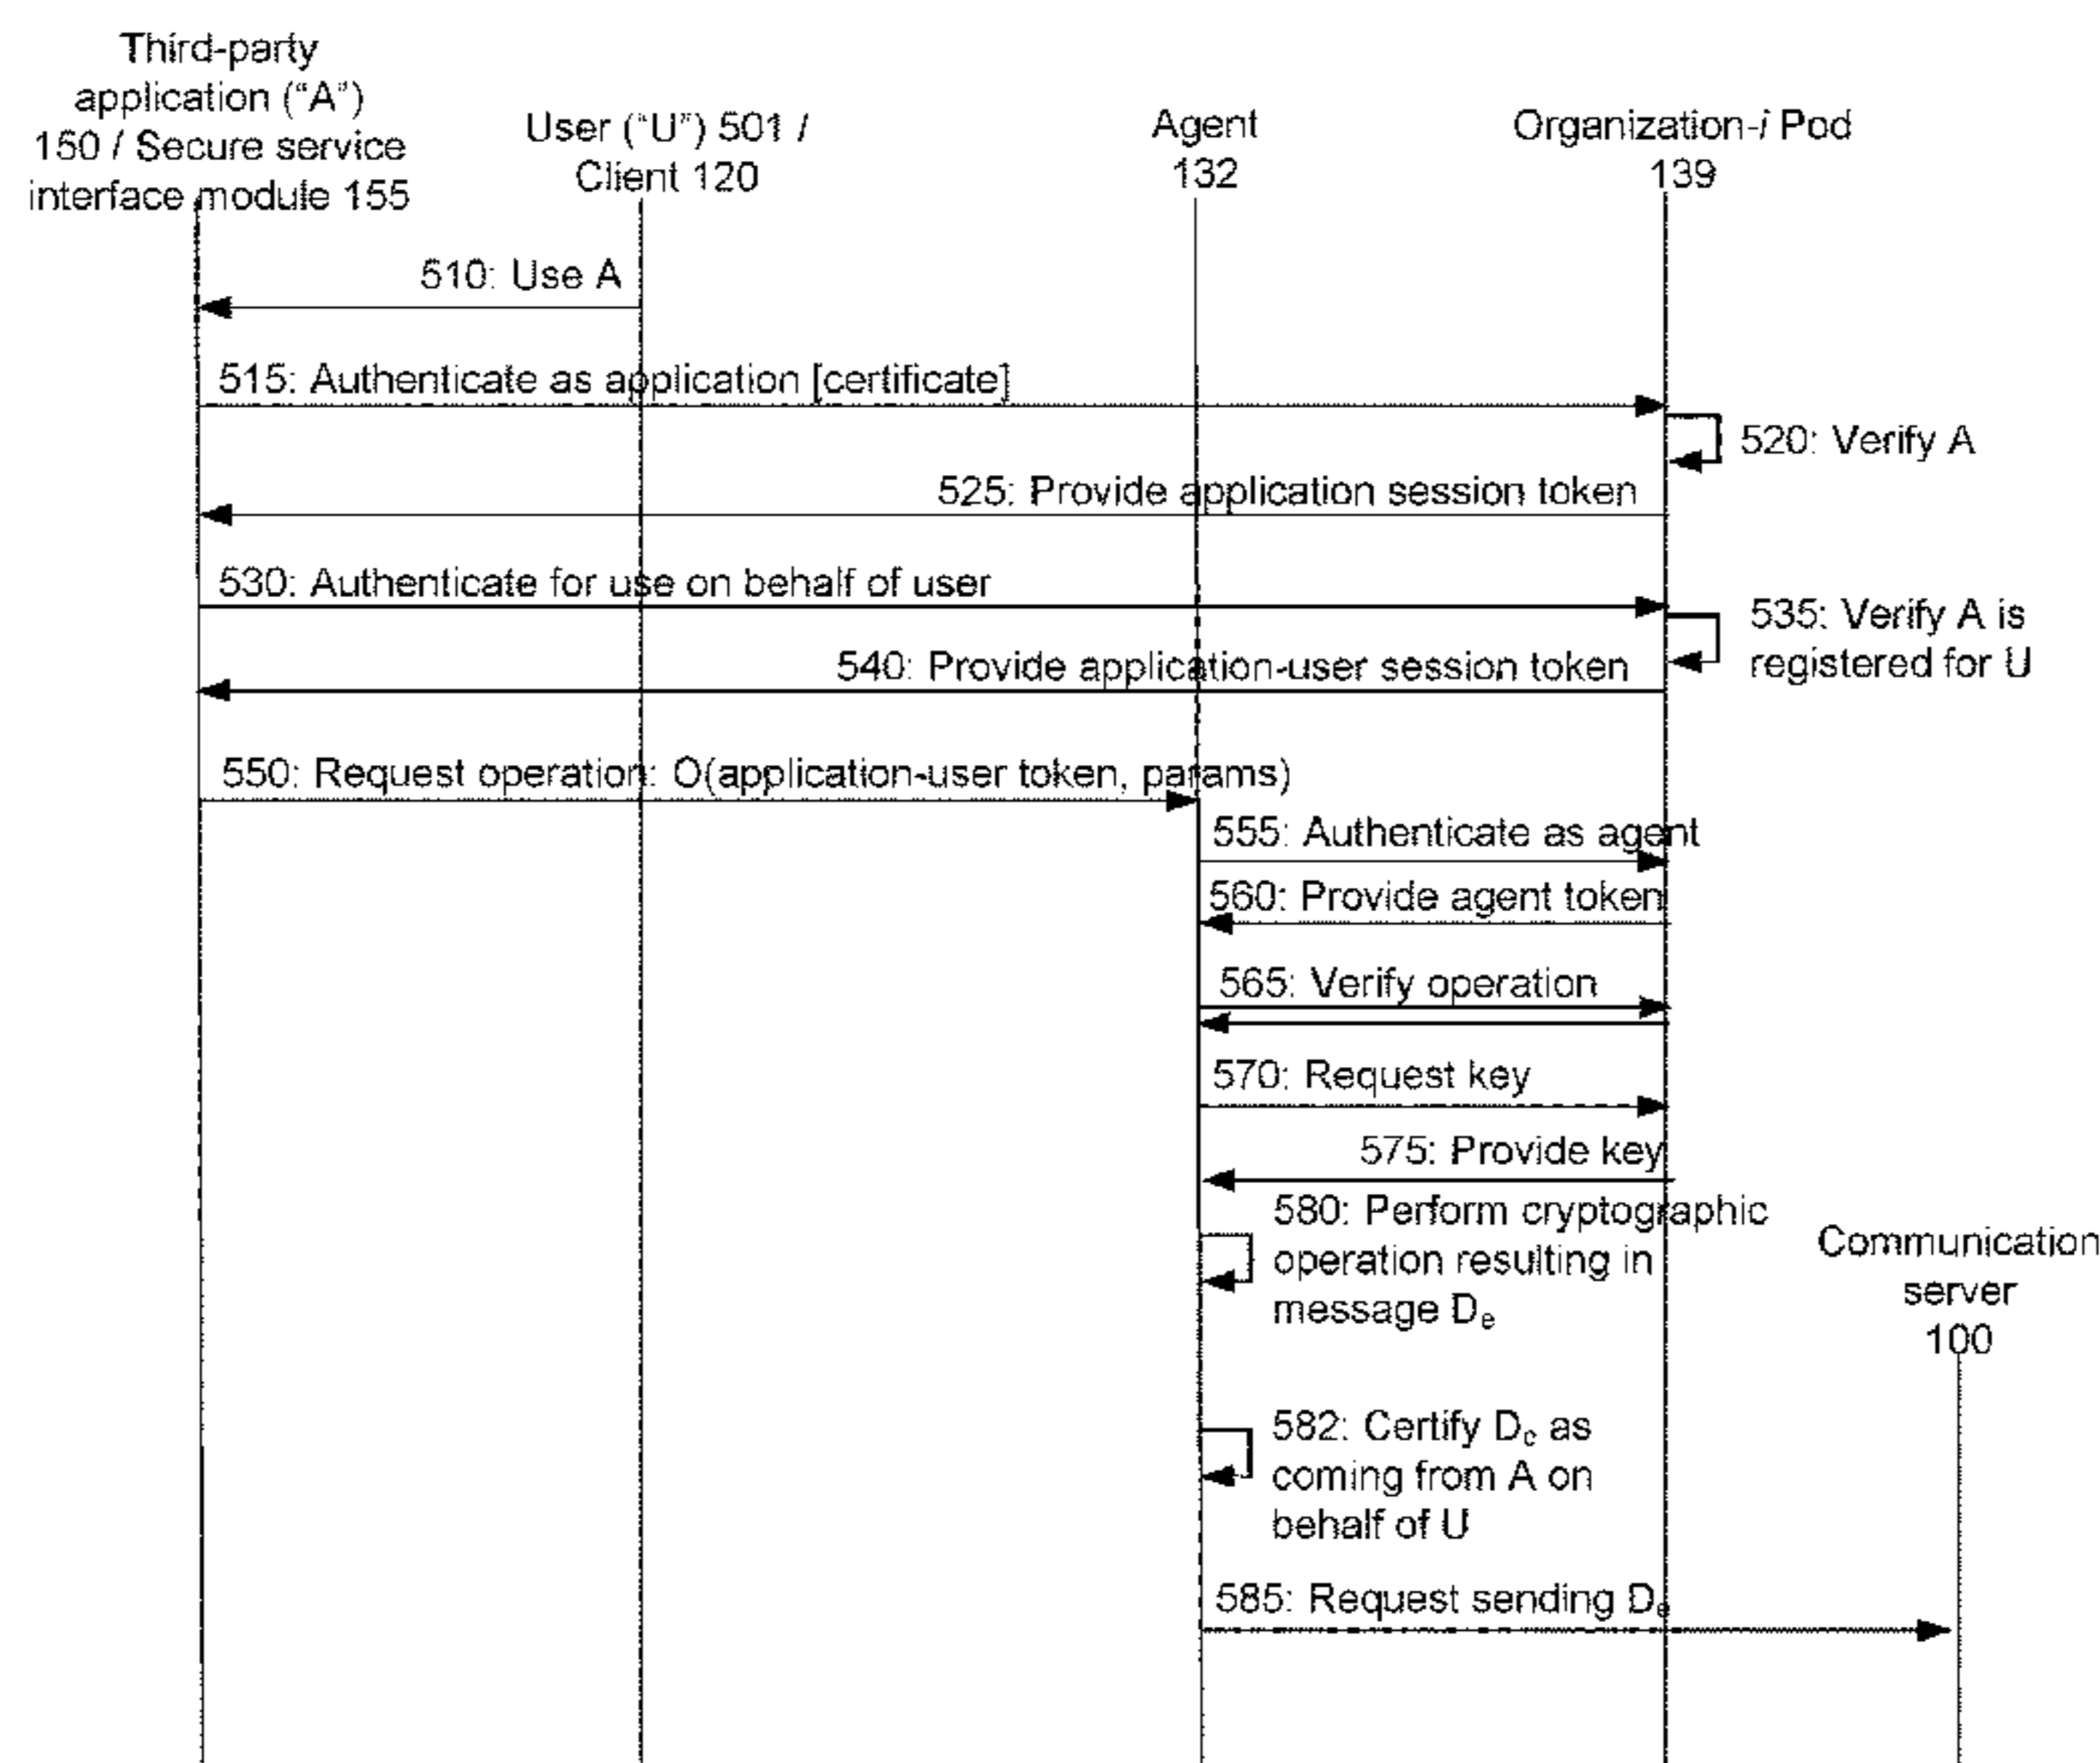 Third-party
application ("A")
150 / Secure service
interface module 155
User ("U") 501 /
Client 120
Agent
132
Organization-i Pod
139
510: Use A
515: Authenticate as application [certificate]
520: Verify A
525: Provide application session token
530: Authenticate for use on behalf of user
535: Verify A is
registered for U
540: Provide application-user session token
550: Request operation: O(application-user token, params)
555: Authenticate as agent
560: Provide agent token
565: Verify operation
570: Request key
575: Provide key
580: Perform cryptographic
operation resulting in
message De
Communication
server
100
582: Certify De as
coming from A on
behalf of U
585: Request sending De